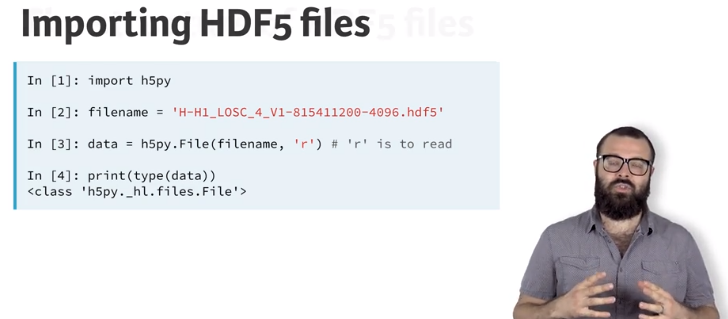 Importing HDF5 files
In [1]: import h5py
In [2]: filename = 'H-H1_LOSC_4_V1-815411200-4096.hdf5'
In [3]: data = h5py.File(filename, 'r') # 'r' is to read
In [4]: print(type(data))
<class 'h5py._hl.files.File'>